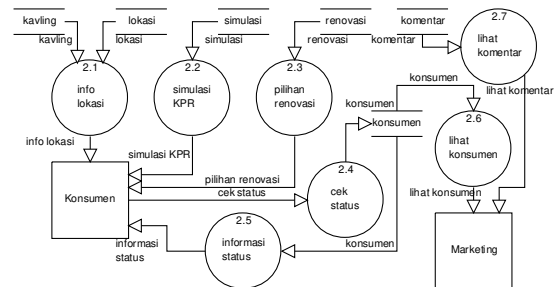 kavling
lokasi
simulasi
renovasi
komentar
kavling
lokasi
simulasi
renovasi
komentar
2.1
info
lokasi
2.2
simulasi
KPR
2.3
pilihan
renovasi
2.7
lihat
komentar
konsumen
lihat komentar
konsumen
konsumen
2.6
lihat
konsumen
info lokasi
simulasi KPR
pilihan renovasi
cek status
Konsumen
2.4
cek
status
lihat konsumen
2.5
informasi
status
informasi
status
konsumen
Marketing